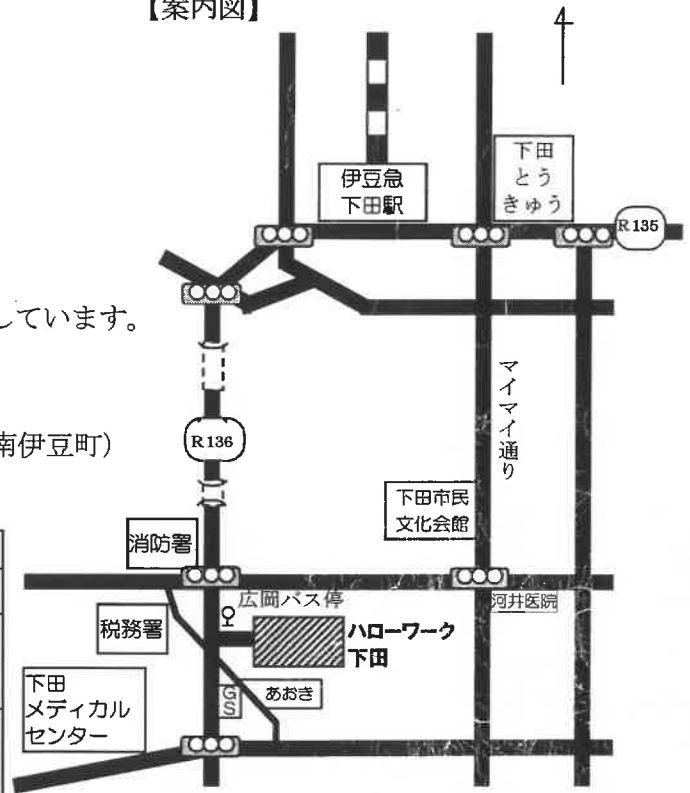 【案内図】
4
下田
とう
きゅう
伊豆急
下田駅
R135
しています。
マイマイ通り
R136
南伊豆町）
下田市民
文化会館
消防署
広岡バス停
河井医院
税務署
ハローワーク
下田
下田
メディカル
センター
GS
あおき